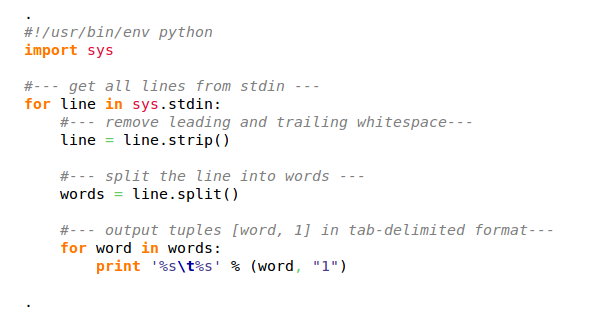 .
#!/usr/bin/env python
import sys

#--- get all lines from stdin ---
for line in sys.stdin:
    #--- remove leading and trailing whitespace---
    line = line.strip()

    #--- split the line into words ---
    words = line.split()

    #--- output tuples [word, 1] in tab-delimited format---
    for word in words:
        print '%s\t%s' % (word, "1")

.